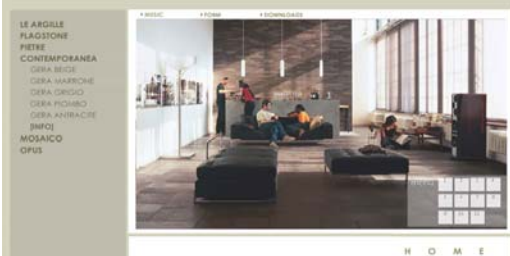 MUSIC FORM DOWNLOADS
LE ARGILLE
FLAGSTONE
PIETRE
CONTEMPORANEA
GERA BEIGE
GERA MARRONE
GERA GRIGIO
GERA PIOMBO
GERA ANTRACITE
[INFO]
MOSAICO
OPUS
HOME